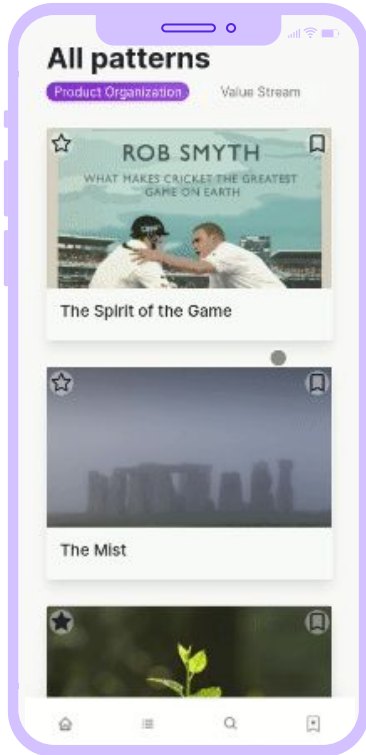 All patterns
Product Organization
Value Stream
ROB SMYTH
WHAT MAKES CRICKET THE GREATEST
GAME ON EARTH
The Spirit of the Game
The Mist